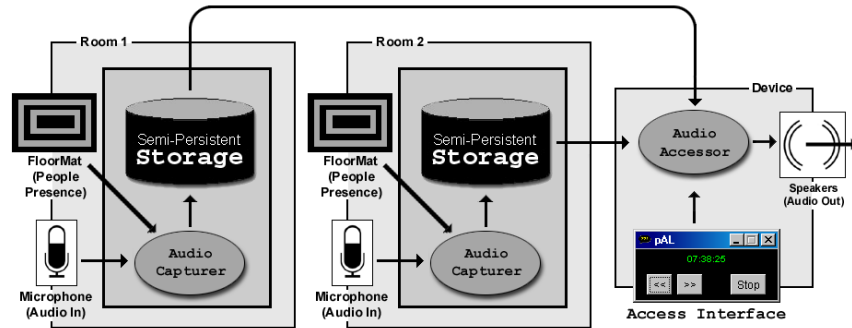 Room 1
Semi-Persistent
Storage
FloorMat
(People
Presence)
Audio
Capturer
Microphone
(Audio In)
Room 2
Semi-Persistent
Storage
FloorMat
(People
Presence)
Audio
Capturer
Microphone
(Audio In)
Device
Audio
Accessor
Speakers
(Audio Out)
pAL
07:38:25
<< >> Stop
Access Interface